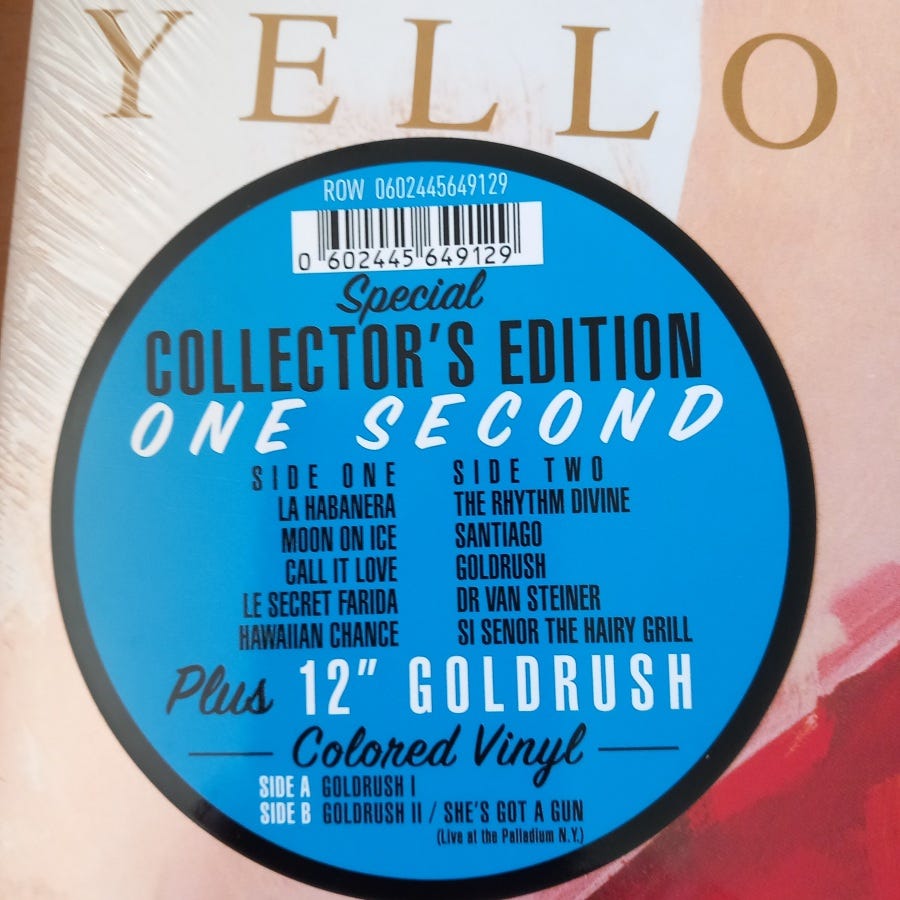 YELLO
ROW 0602445649129
0 602445 649129
Special
COLLECTOR'S EDITION
ONE SECOND
SIDE ONE
LA HABANERA
MOON ON ICE
CALL IT LOVE
LE SECRET FARIDA
HAWAIIAN CHANCE
SIDE TWO
THE RHYTHM DIVINE
SANTIAGO
GOLDRUSH
DR VAN STEINER
SI SENOR THE HAIRY GRILL
Plus 12" GOLDRUSH
Colored Vinyl
SIDE A GOLDRUSH I
SIDE B GOLDRUSH II / SHE'S GOT A GUN
(Live at the Palladium N.Y.)